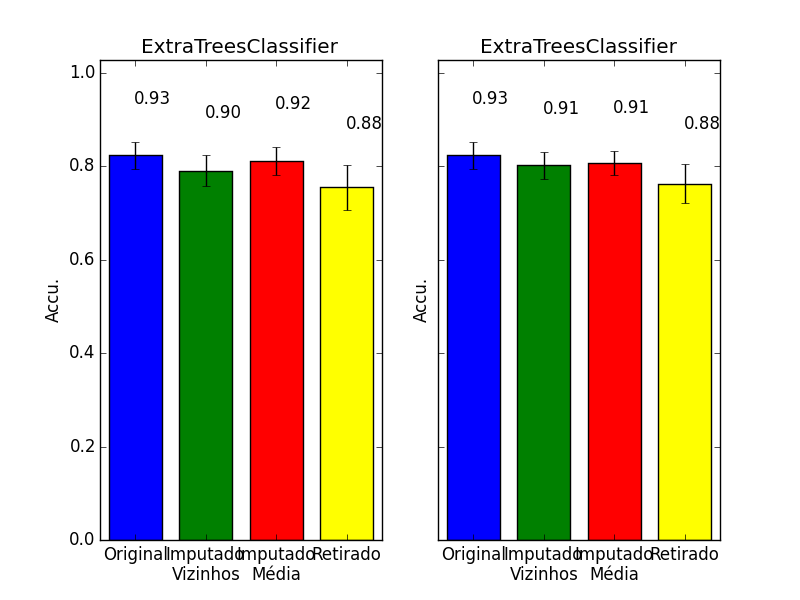 ExtraTreesClassifier
1.0
0.8
0.6
0.4
0.2
0.0
Accu.
0.93
0.90
0.92
0.88
Original
Imputado
Vizinhos
Imputado
Média
Retirado
ExtraTreesClassifier
Accu.
0.93
0.91
0.91
0.88
Original
Imputado
Vizinhos
Imputado
Média
Retirado